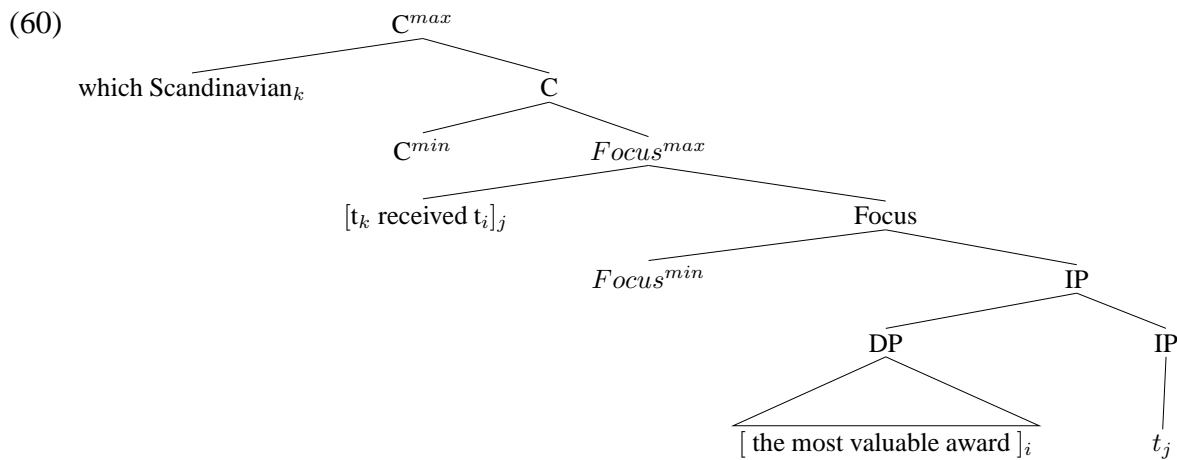 (60)
C^max
which Scandinavian_k C
C^min Focus^max
[t_k received t_i]_j Focus
Focus^min IP
DP IP
[ the most valuable award ]_i t_j